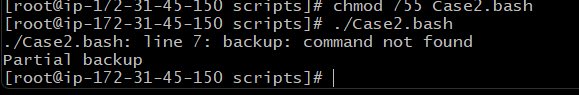 [root@ip-172-31-45-150 scripts]# chmod 755 Case2.bash
[root@ip-172-31-45-150 scripts]# ./Case2.bash
./Case2.bash: line 7: backup: command not found
Partial backup
[root@ip-172-31-45-150 scripts]#